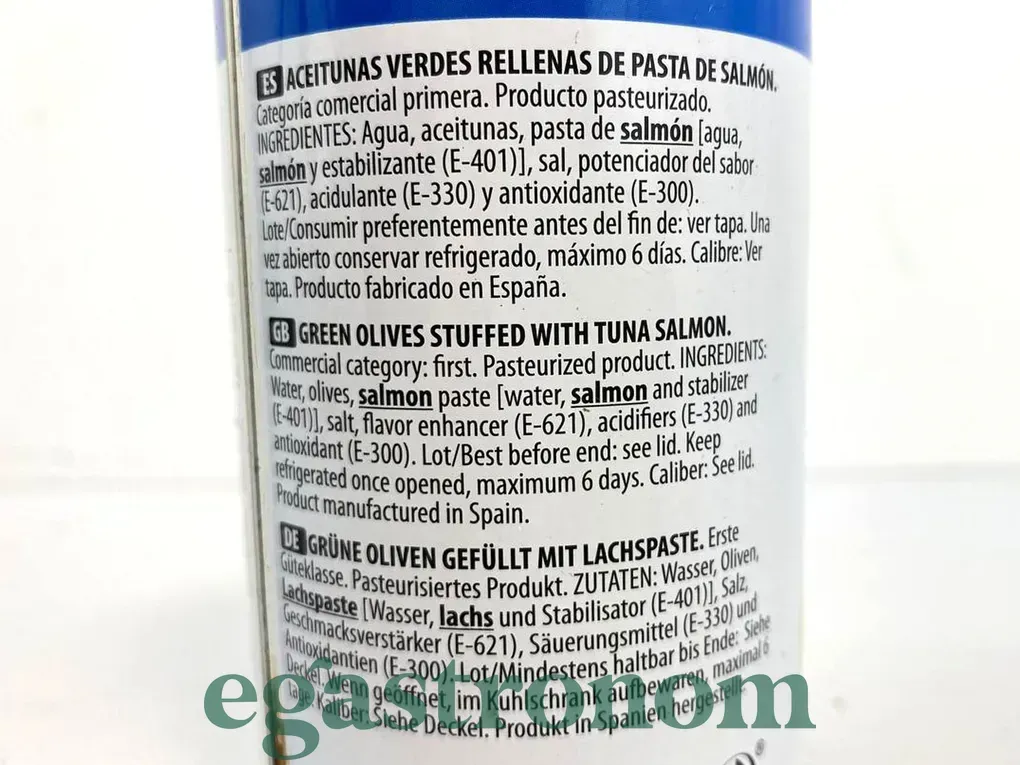 ES ACEITUNAS VERDES RELLENAS DE PASTA DE SALMÓN.
Categoría comercial primera. Producto pasteurizado.
INGREDIENTES: Agua, aceitunas, pasta de salmón [agua,
salmón y estabilizante (E-401)], sal, potenciador del sabor
(E-621), acidulante (E-330) y antioxidante (E-300).
Lote/Consumir preferentemente antes del fin de: ver tapa. Una
vez abierto conservar refrigerado, máximo 6 días. Calibre: Ver
tapa. Producto fabricado en España.
GB GREEN OLIVES STUFFED WITH TUNA SALMON.
Commercial category: first. Pasteurized product. INGREDIENTS:
Water, olives, salmon paste [water, salmon and stabilizer
(E-401)], salt, flavor enhancer (E-621), acidifiers (E-330) and
antioxidant (E-300). Lot/Best before end: see lid. Keep
refrigerated once opened, maximum 6 days. Caliber: See lid.
Product manufactured in Spain.
DE GRÜNE OLIVEN GEFÜLLT MIT LACHSPASTE. Erste
Güteklasse. Pasteurisiertes Produkt. ZUTATEN: Wasser, Oliven,
Lachspaste [Wasser, lachs und Stabilisator (E-401)], Salz,
Geschmacksverstärker (E-621), Säuerungsmittel (E-330) und
Antioxidantien (E-300). Lot/Mindestens haltbar bis Ende: Siehe
Deckel. Wenn geöffnet, im Kühlschrank aufbewaren, maximal 6
Tage. Kaliber: Siehe Deckel. Produkt in Spanien hergestellt.
egastronom